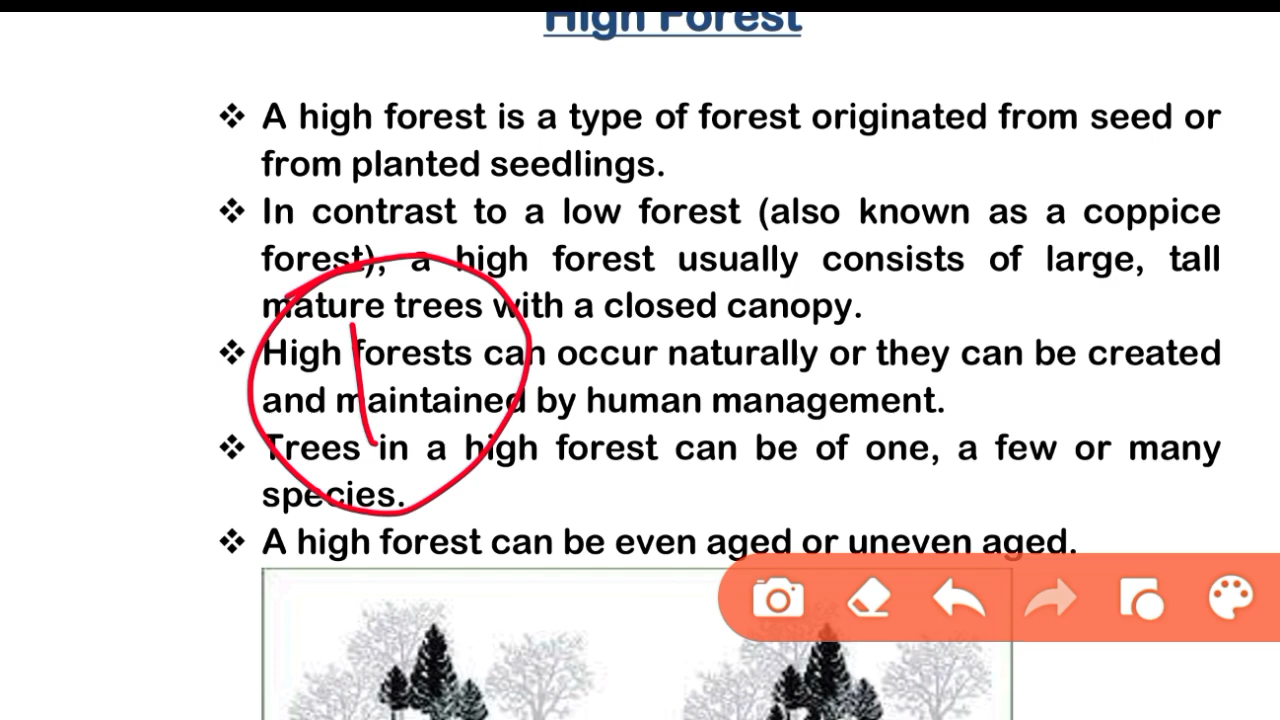 High Forest
❖ A high forest is a type of forest originated from seed or
from planted seedlings.
❖ In contrast to a low forest (also known as a coppice
forest), a high forest usually consists of large, tall
mature trees with a closed canopy.
❖ High forests can occur naturally or they can be created
and maintained by human management.
❖ Trees in a high forest can be of one, a few or many
species.
❖ A high forest can be even aged or uneven aged.